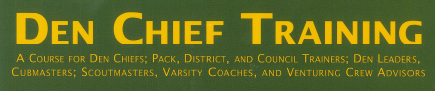 DEN CHIEF TRAINING
A COURSE FOR DEN CHIEFS; PACK, DISTRICT, AND COUNCIL TRAINERS; DEN LEADERS,
CUBMASTERS; SCOUTMASTERS, VARSITY COACHES, AND VENTURING CREW ADVISORS